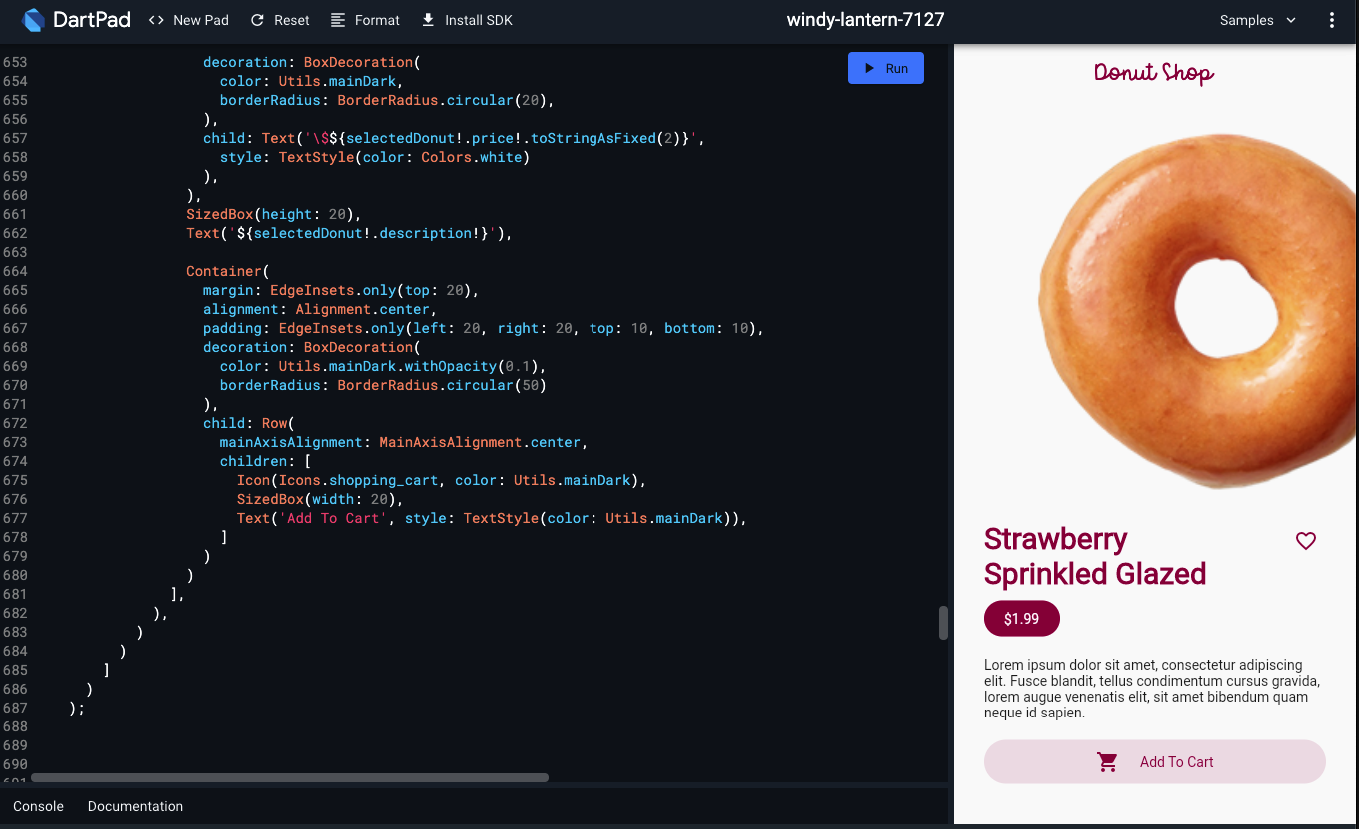 DartPad
New Pad
Reset
Format
Install SDK
windy-lantern-7127
Samples
653 decoration: BoxDecoration(
654 color: Utils.mainDark,
655 borderRadius: BorderRadius.circular(20),
656 ),
657 child: Text('\$${selectedDonut!.price!.toStringAsFixed(2)}',
658 style: TextStyle(color: Colors.white)
659 ),
660 ),
661 SizedBox(height: 20),
662 Text('${selectedDonut!.description!}'),
663
664 Container(
665 margin: EdgeInsets.only(top: 20),
666 alignment: Alignment.center,
667 padding: EdgeInsets.only(left: 20, right: 20, top: 10, bottom: 10),
668 decoration: BoxDecoration(
669 color: Utils.mainDark.withOpacity(0.1),
670 borderRadius: BorderRadius.circular(50)
671 ),
672 child: Row(
673 mainAxisAlignment: MainAxisAlignment.center,
674 children: [
675 Icon(Icons.shopping_cart, color: Utils.mainDark),
676 SizedBox(width: 20),
677 Text('Add To Cart', style: TextStyle(color: Utils.mainDark)),
678 ]
679 )
680 )
681 ],
682 ),
683 )
684 )
685 ]
686 )
687 );
688
689
690
691
Run
Console
Documentation
Donut Shop
Strawberry
Sprinkled Glazed
$1.99
Lorem ipsum dolor sit amet, consectetur adipiscing
elit. Fusce blandit, tellus condimentum cursus gravida,
lorem augue venenatis elit, sit amet bibendum quam
neque id sapien.
Add To Cart